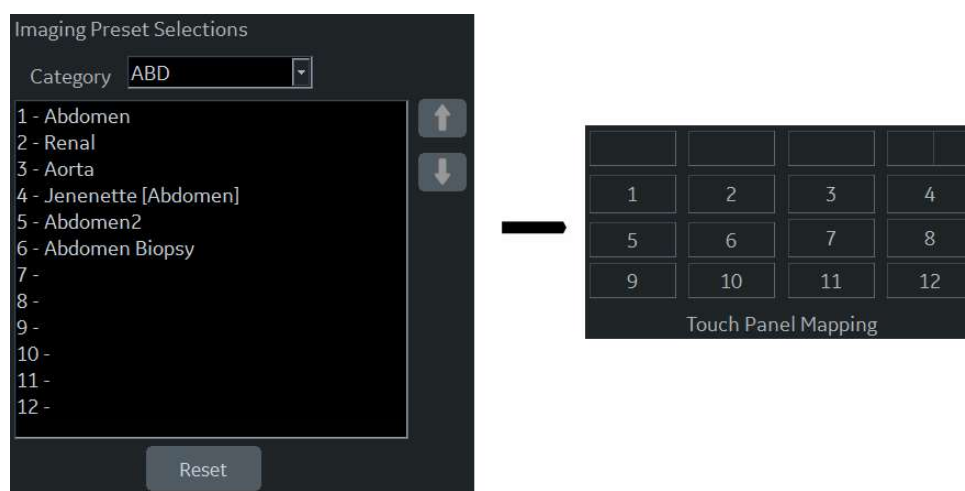 Imaging Preset Selections
Category ABD
1 - Abdomen
2 - Renal
3 - Aorta
4 - Jenenette [Abdomen]
5 - Abdomen2
6 - Abdomen Biopsy
7 -
8 -
9 -
10 -
11 -
12 -
Reset
1 2 3 4
5 6 7 8
9 10 11 12
Touch Panel Mapping